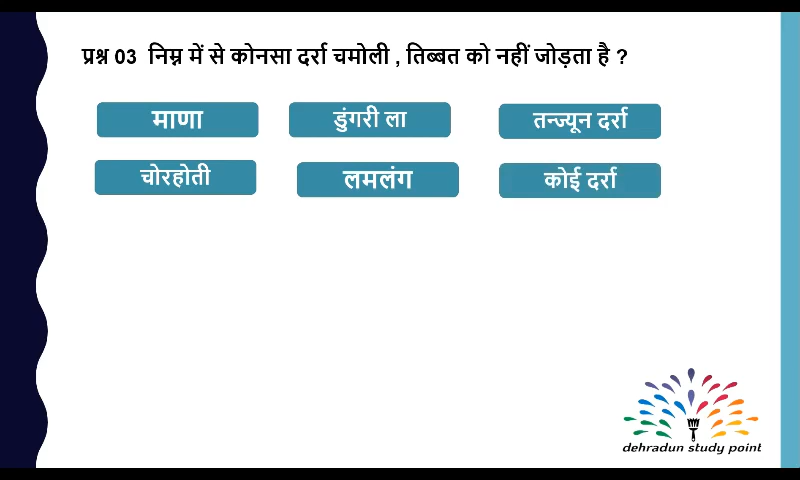 प्रश्न 03 निम्न में से कोनसा दर्रा चमोली , तिब्बत को नहीं जोड़ता है ?
माणा डुंगरी ला तन्ज्यून दर्रा
चोरहोती लमलंग कोई दर्रा
dehradun study point